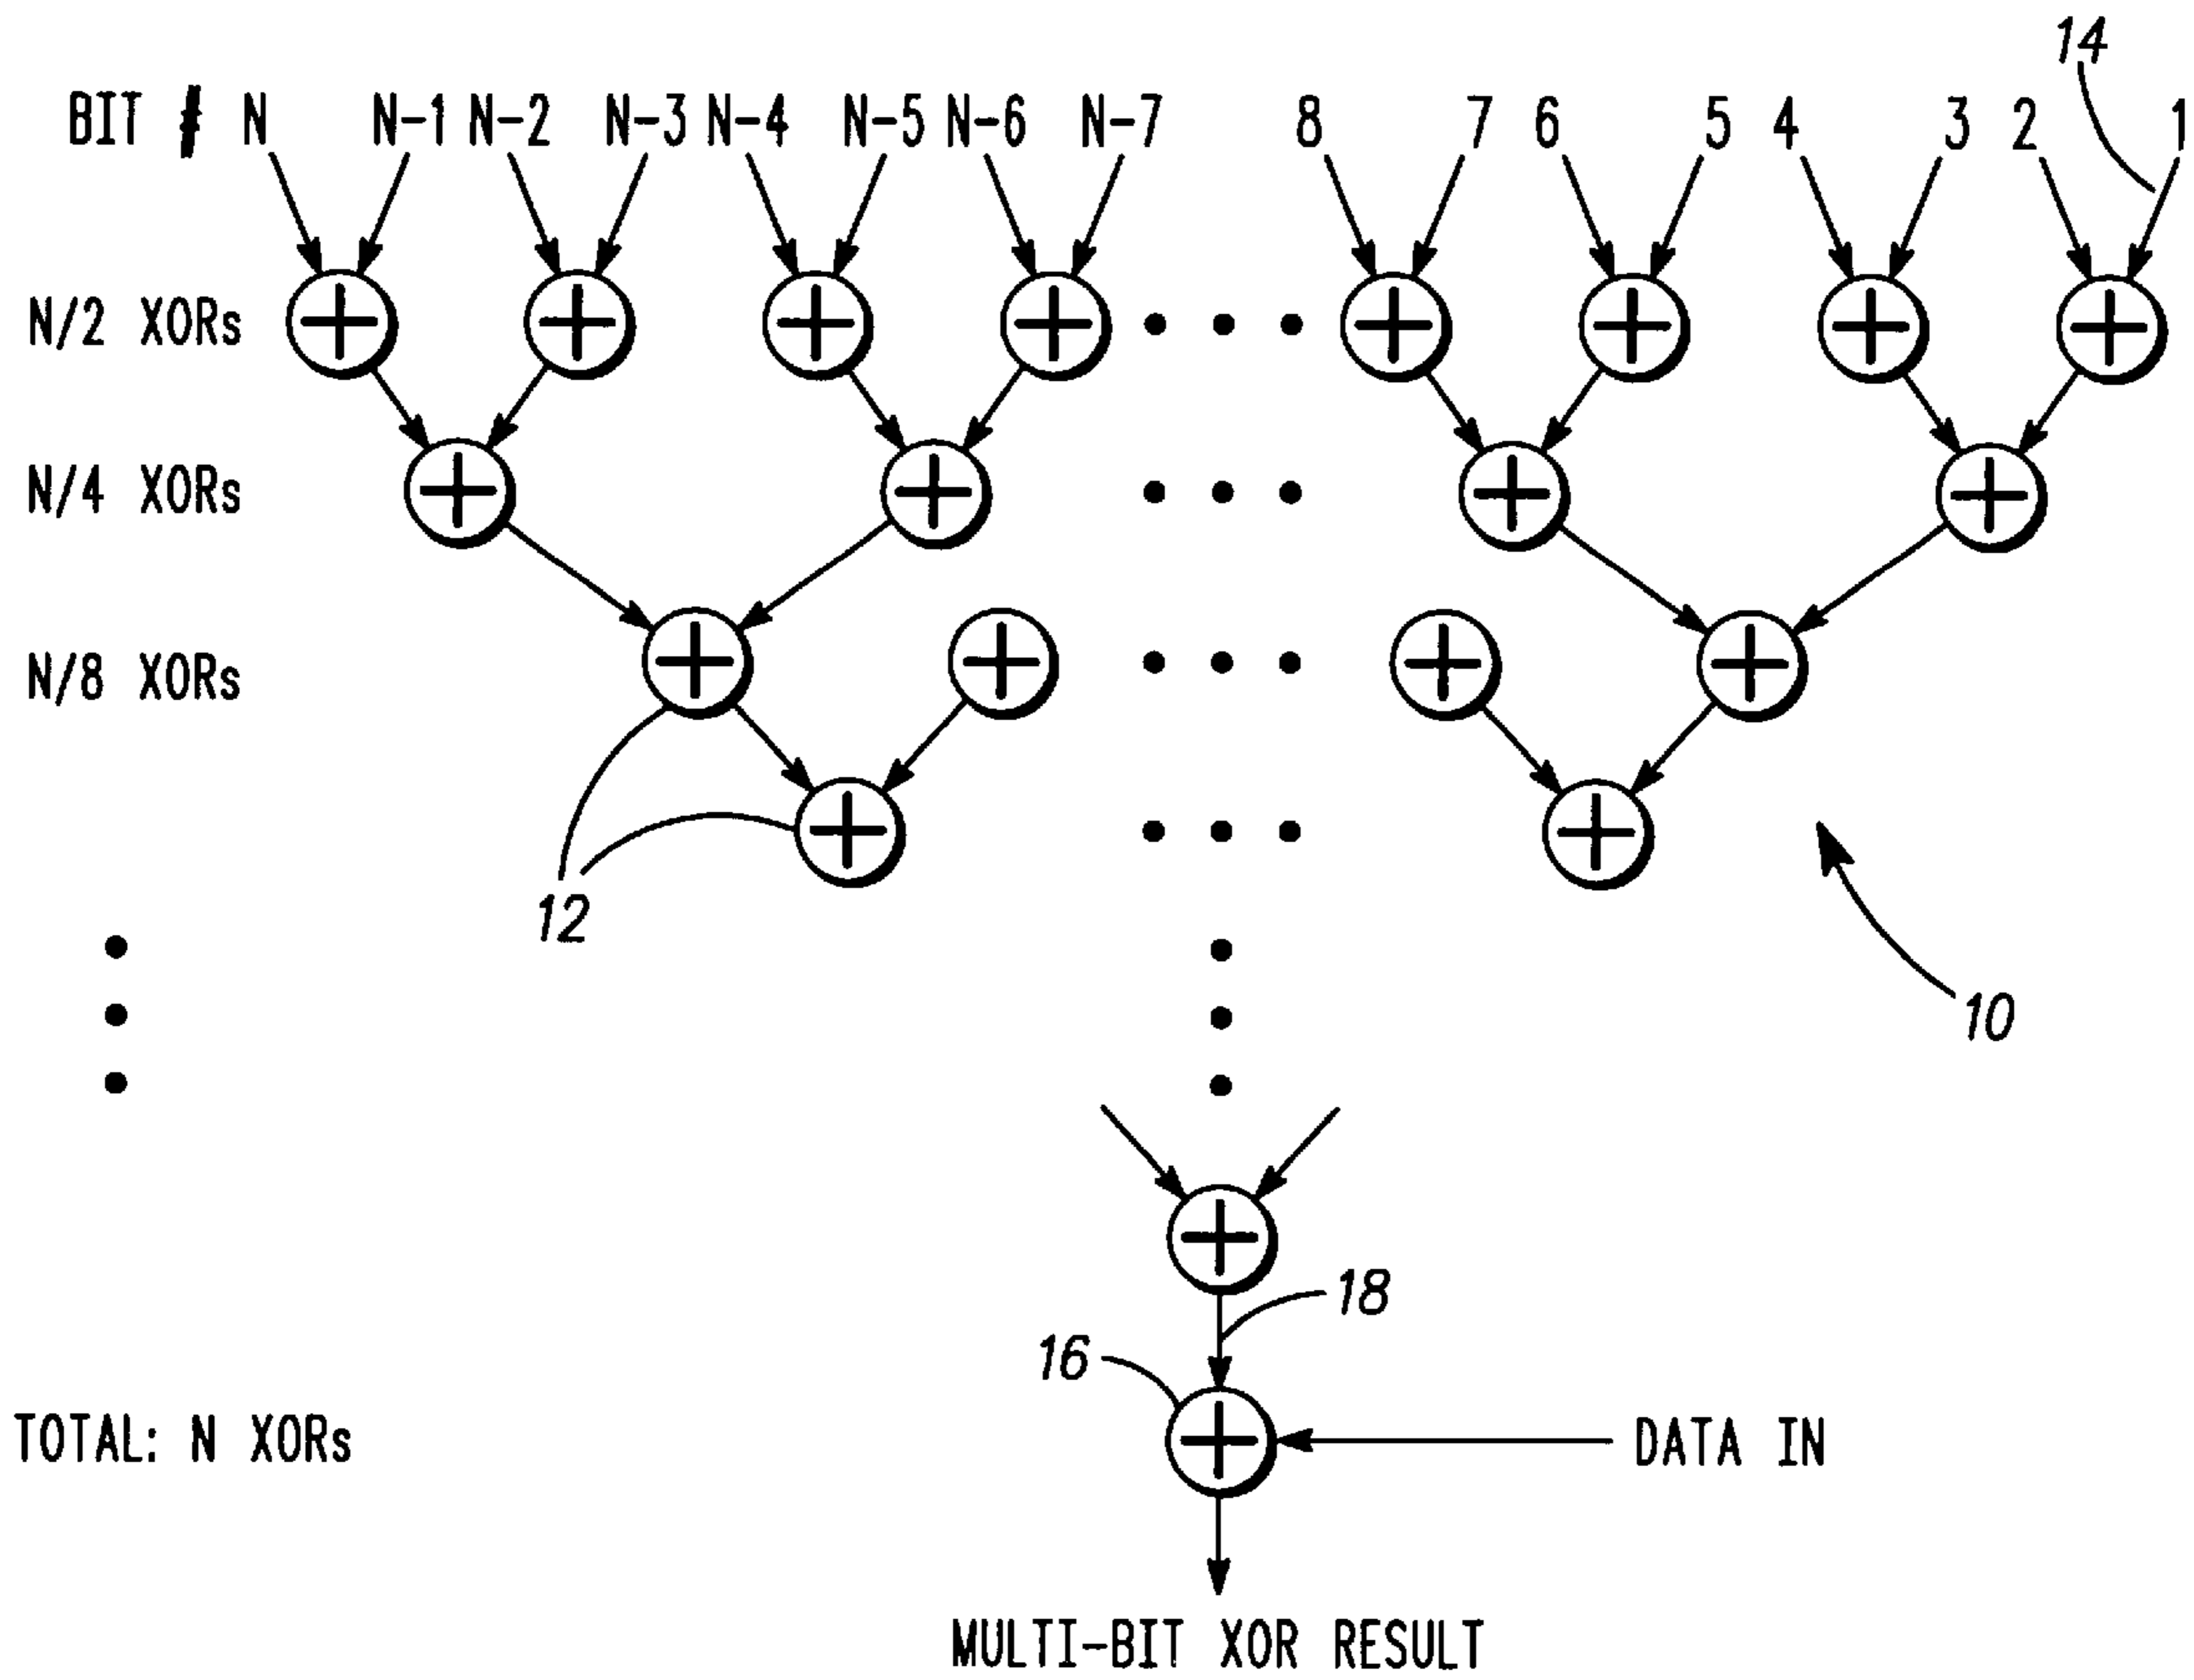 14
BIT # N N-1 N-2 N-3 N-4 N-5 N-6 N-7 8 7 6 5 4 3 2 1
N/2 XORs
N/4 XORs
N/8 XORs
12
10
18
16
TOTAL: N XORs
DATA IN
MULTI-BIT XOR RESULT